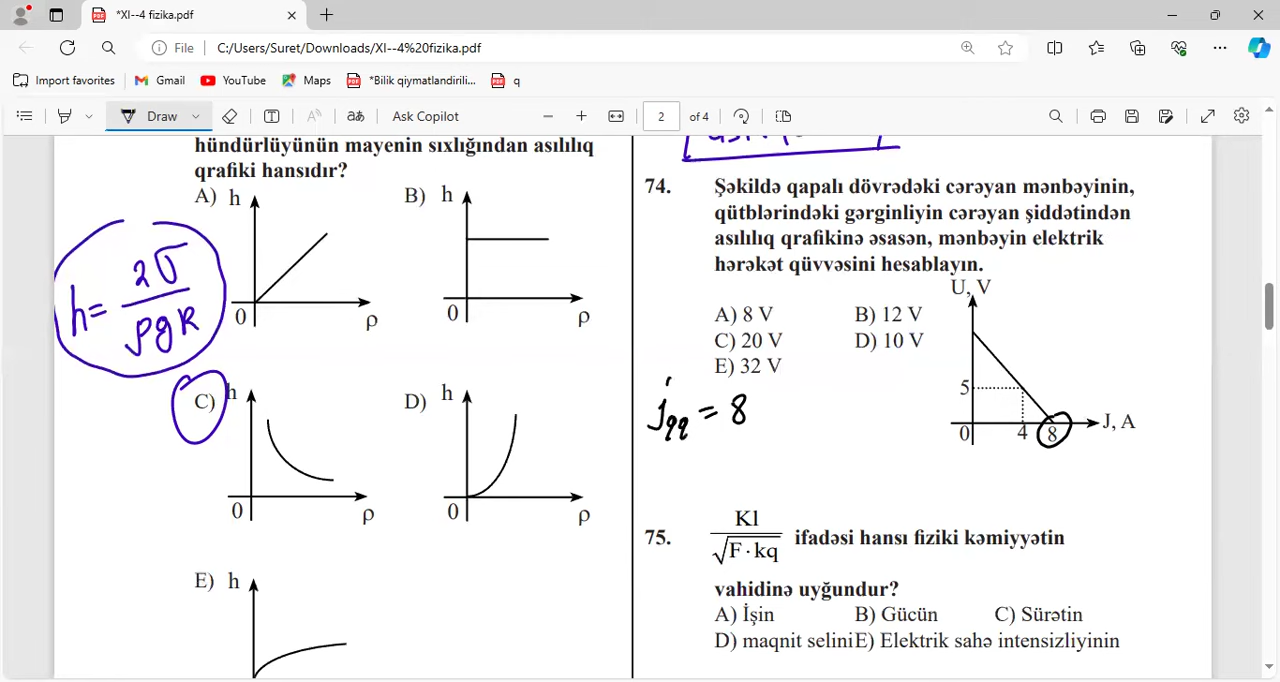 *XI--4 fizika.pdf
File C:/Users/Suret/Downloads/XI--4%20fizika.pdf
Import favorites Gmail YouTube Maps *Bilik qiymatlandirili... q
Draw Ask Copilot 2 of 4
hündürlüyünün mayenin sıxlığından asılılıq
qrafiki hansıdır?
A) h
0 ρ
B) h
0 ρ
h = 2σ / ρgR
C) h
0 ρ
D) h
0 ρ
E) h
74. Şəkildə qapalı dövrədəki cərəyan mənbəyinin,
qütblərindəki gərginliyin cərəyan şiddətindən
asılılıq qrafikinə əsasən, mənbəyin elektrik
hərəkət qüvvəsini hesablayın.
A) 8 V B) 12 V
C) 20 V D) 10 V
E) 32 V
U, V
5
0 4 8 J, A
jqq = 8
75. Kl / √F · kq ifadəsi hansı fiziki kəmiyyətin
vahidinə uyğundur?
A) İşin B) Gücün C) Sürətin
D) maqnit selini E) Elektrik sahə intensizliyinin